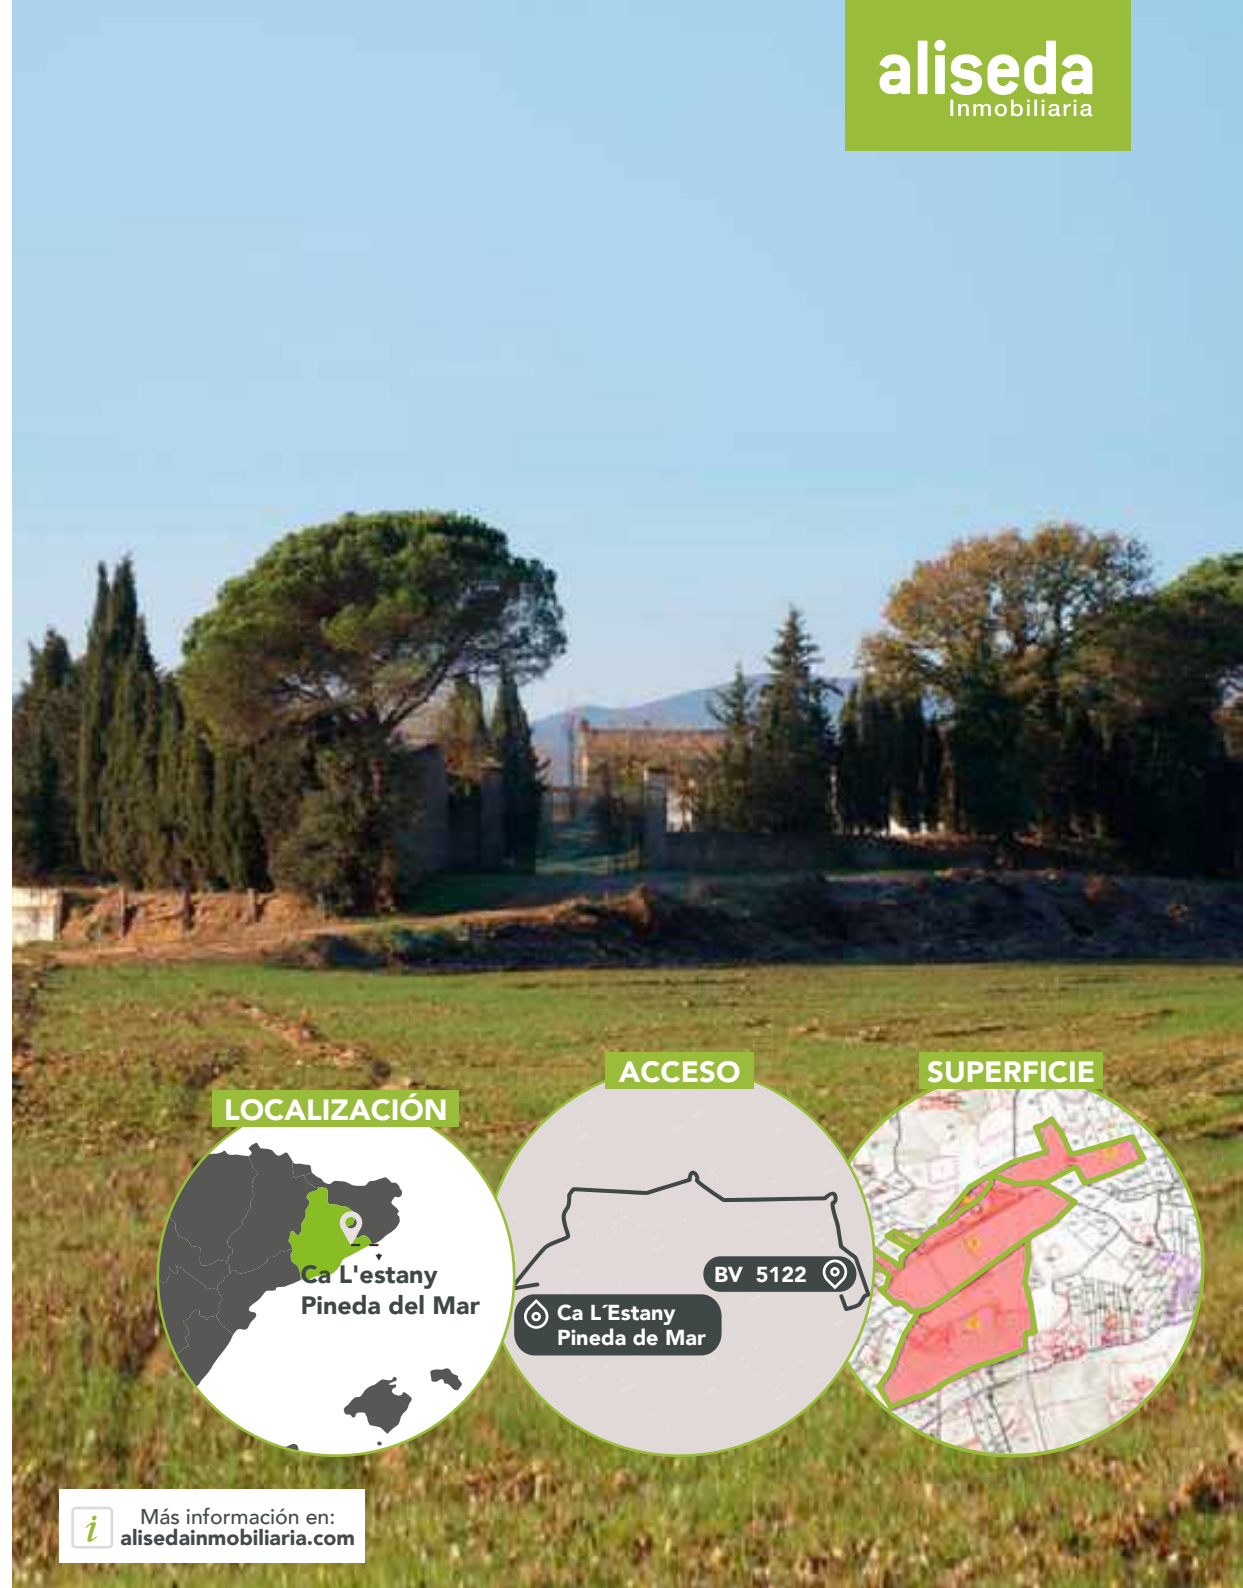 aliseda
Inmobiliaria
ACCESO
SUPERFICIE
LOCALIZACIÓN
Ca L'estany
Pineda del Mar
BV 5122
Ca L´Estany
Pineda de Mar
i
Más información en:
alisedainmobiliaria.com